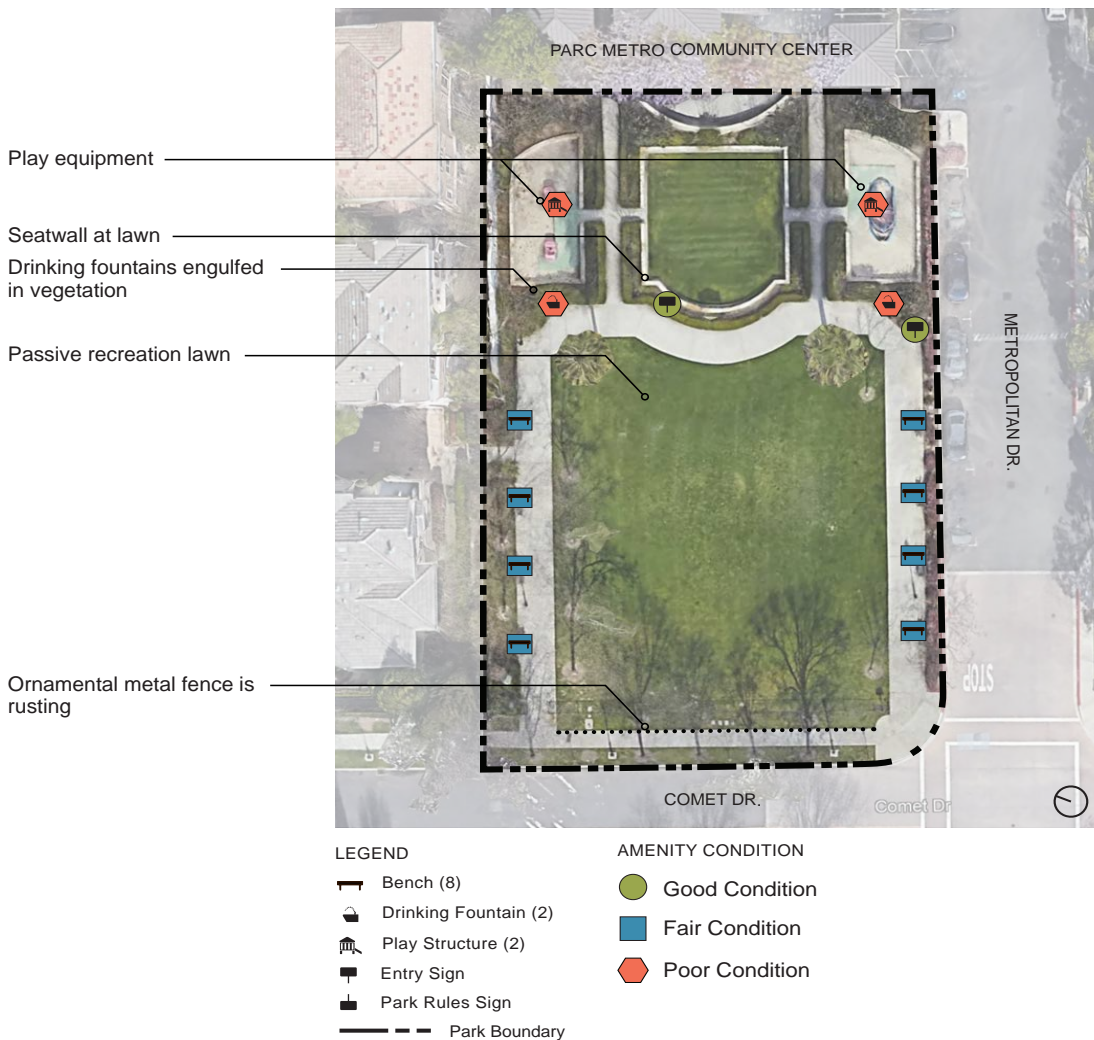 PARC METRO COMMUNITY CENTER
Play equipment
Seatwall at lawn
Drinking fountains engulfed
in vegetation
Passive recreation lawn
METROPOLITAN DR.
Ornamental metal fence is
rusting
STOP
COMET DR.
Comet Dr
LEGEND
Bench (8)
Drinking Fountain (2)
Play Structure (2)
Entry Sign
Park Rules Sign
Park Boundary
AMENITY CONDITION
Good Condition
Fair Condition
Poor Condition